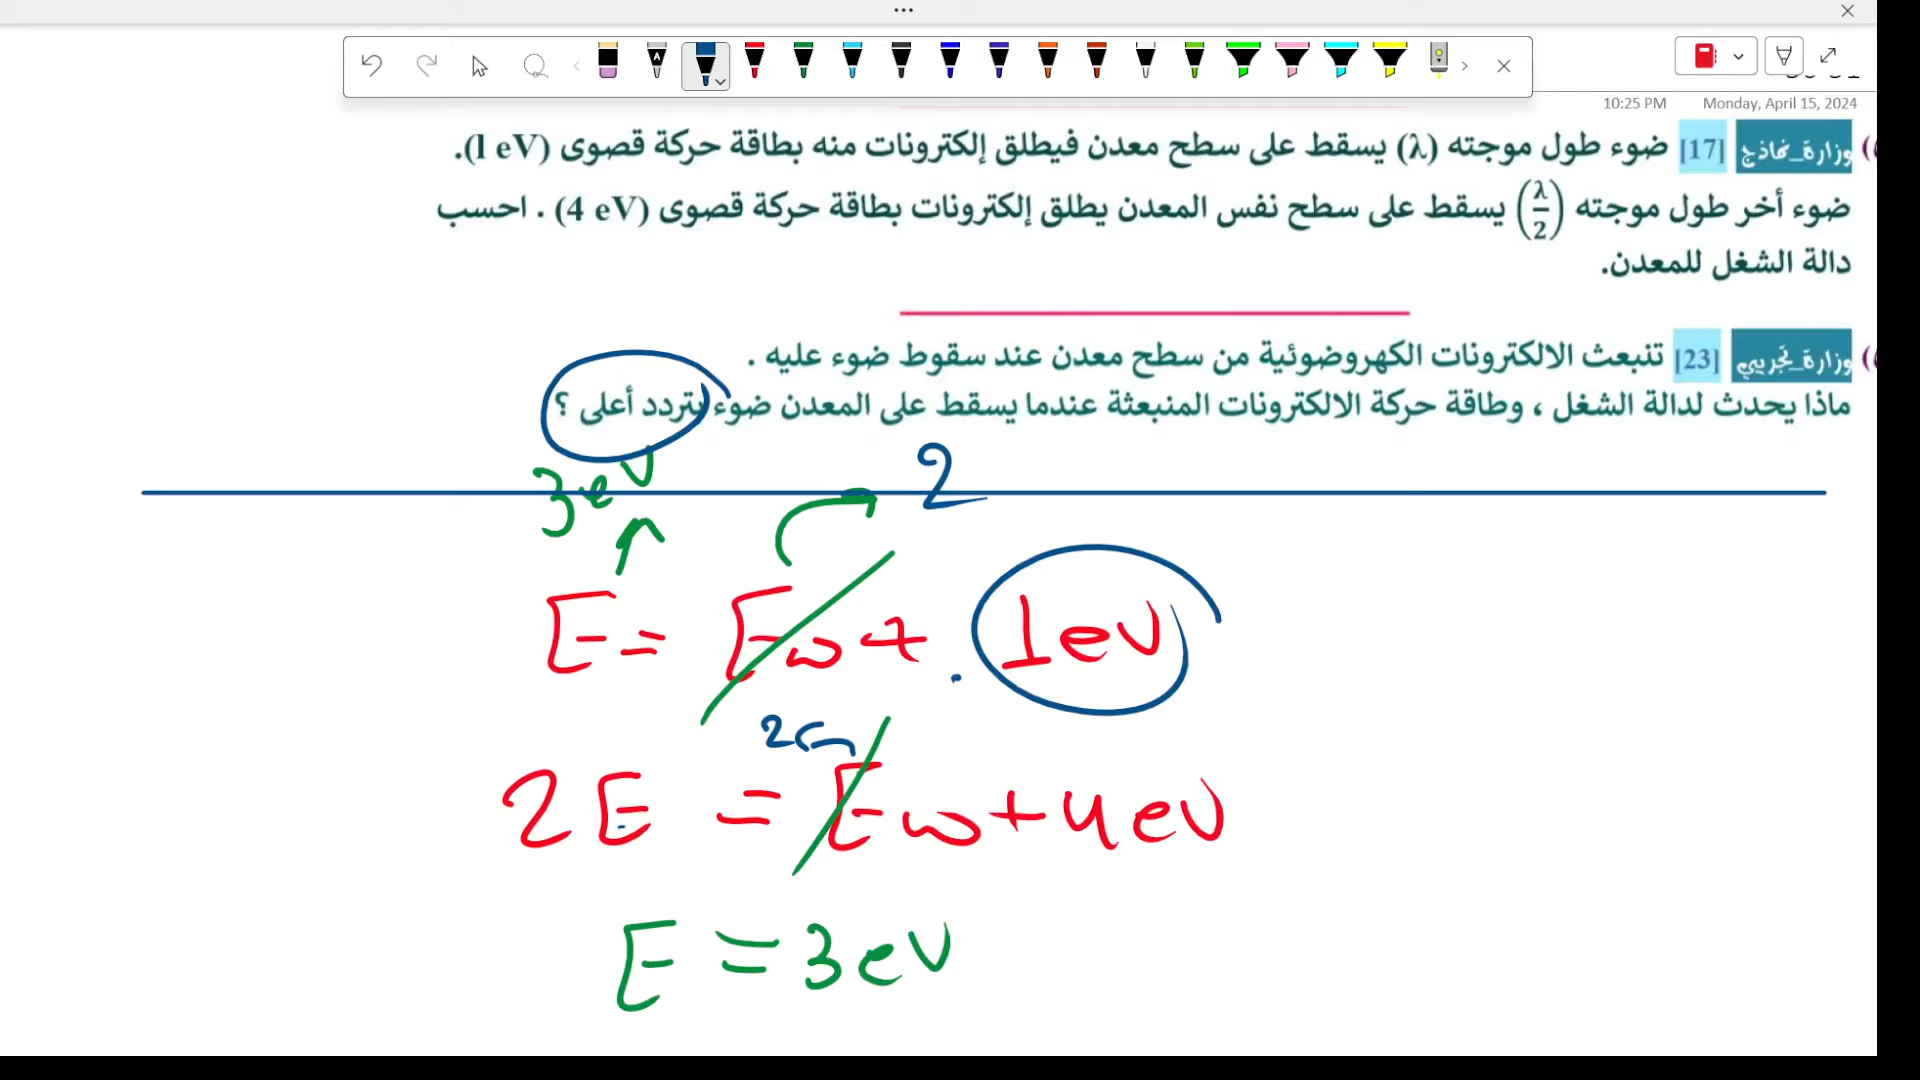 10:25 PM Monday, April 15, 2024
وزارة_نماذج [17] ضوء طول موجته (λ) يسقط على سطح معدن فيطلق إلكترونات منه بطاقة حركة قصوى (1 eV).
ضوء أخر طول موجته (λ/2) يسقط على سطح نفس المعدن يطلق إلكترونات بطاقة حركة قصوى (4 eV) . احسب
دالة الشغل للمعدن.
وزارة_تجريبي [23] تنبعث الالكترونات الكهروضوئية من سطح معدن عند سقوط ضوء عليه .
ماذا يحدث لدالة الشغل ، وطاقة حركة الالكترونات المنبعثة عندما يسقط على المعدن ضوء بتردد أعلى ؟
3eV
2
E = Eω + 1eV
2
2E = Eω + 4eV
E = 3eV